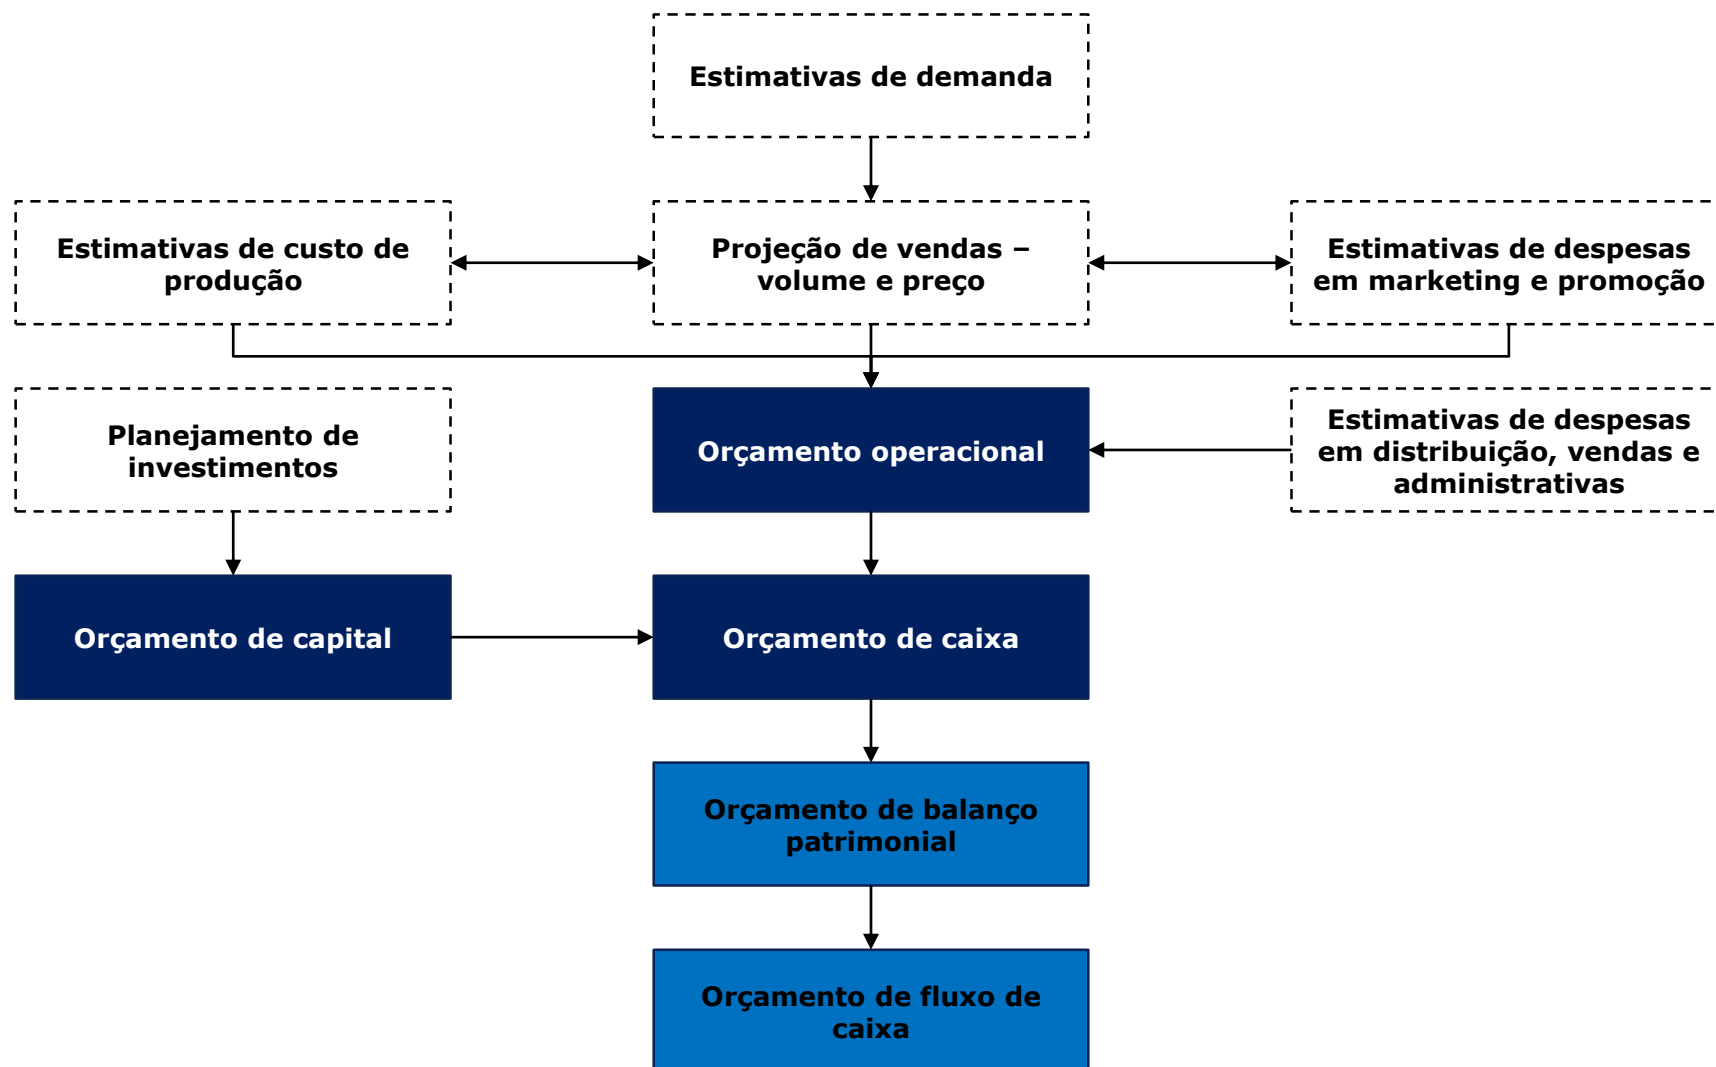 Estimativas de demanda
Estimativas de custo de
produção
Projeção de vendas –
volume e preço
Estimativas de despesas
em marketing e promoção
Planejamento de
investimentos
Orçamento operacional
Estimativas de despesas
em distribuição, vendas e
administrativas
Orçamento de capital
Orçamento de caixa
Orçamento de balanço
patrimonial
Orçamento de fluxo de
caixa